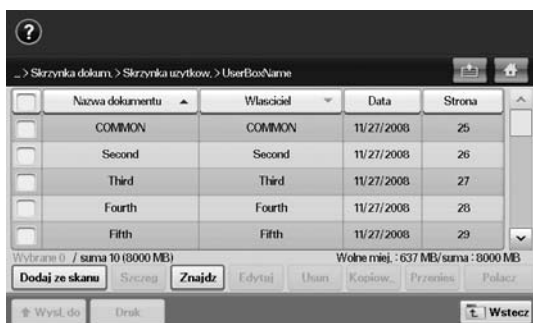 ?
_ > Skrzynka dokum. > Skrzynka uzytkow. > UserBoxName
Nazwa dokumentu Wlasciciel Data Strona
COMMON COMMON 11/27/2008 25
Second Second 11/27/2008 26
Third Third 11/27/2008 27
Fourth Fourth 11/27/2008 28
Fifth Fifth 11/27/2008 29
Wybrane 0 / suma 10 (8000 MB) Wolne miej. : 637 MB/suma : 8000 MB
Dodaj ze skanu Szczeg Znajdz Edytuj Usun Kopiow_ Przenies Polacz
Wysl. do Druk Wstecz